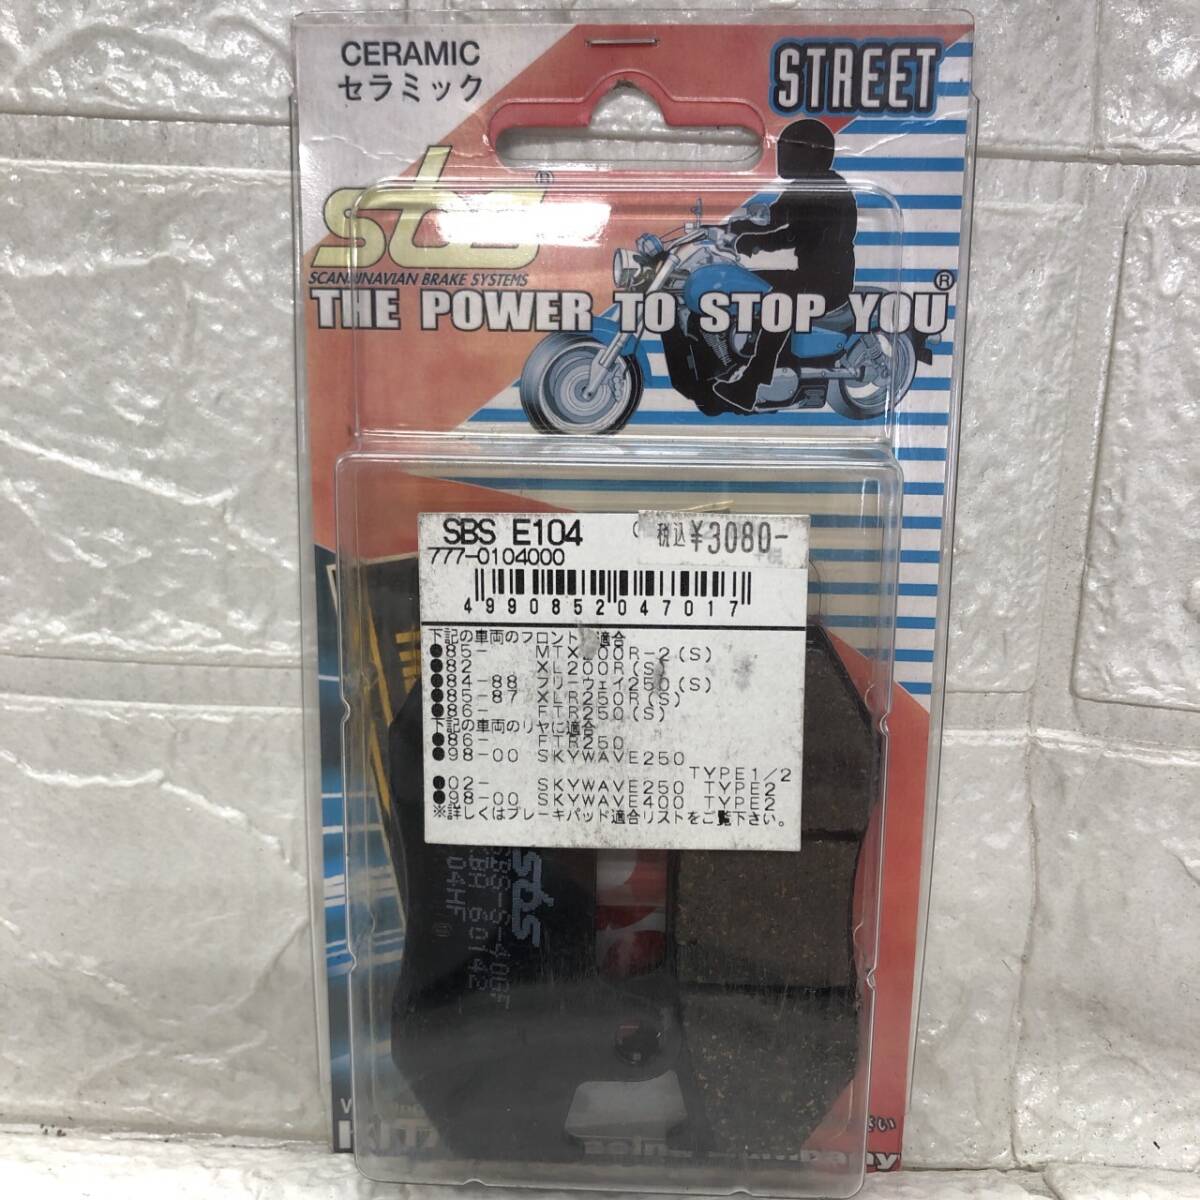 CERAMIC
セラミック
STREET
sbs®
SCANDINAVIAN BRAKE SYSTEMS
THE POWER TO STOP YOU®
SBS E104
税込¥3080-
777-0104000
4990852047017
下記の車両のフロントに適合
●85- MTX200R-2(S)
●82 XL200R(S)
●84-88 フリーウェイ250(S)
●85-87 XLR250R(S)
●86- FTR250(S)
下記の車両のリヤに適合
●86- FTR250
●98-00 SKYWAVE250
TYPE1/2
●02- SKYWAVE250 TYPE2
●98-00 SKYWAVE400 TYPE2
※詳しくはブレーキパッド適合リストをご覧下さい。
sbs
SBS-S-40GF
KBA 60142
104HF